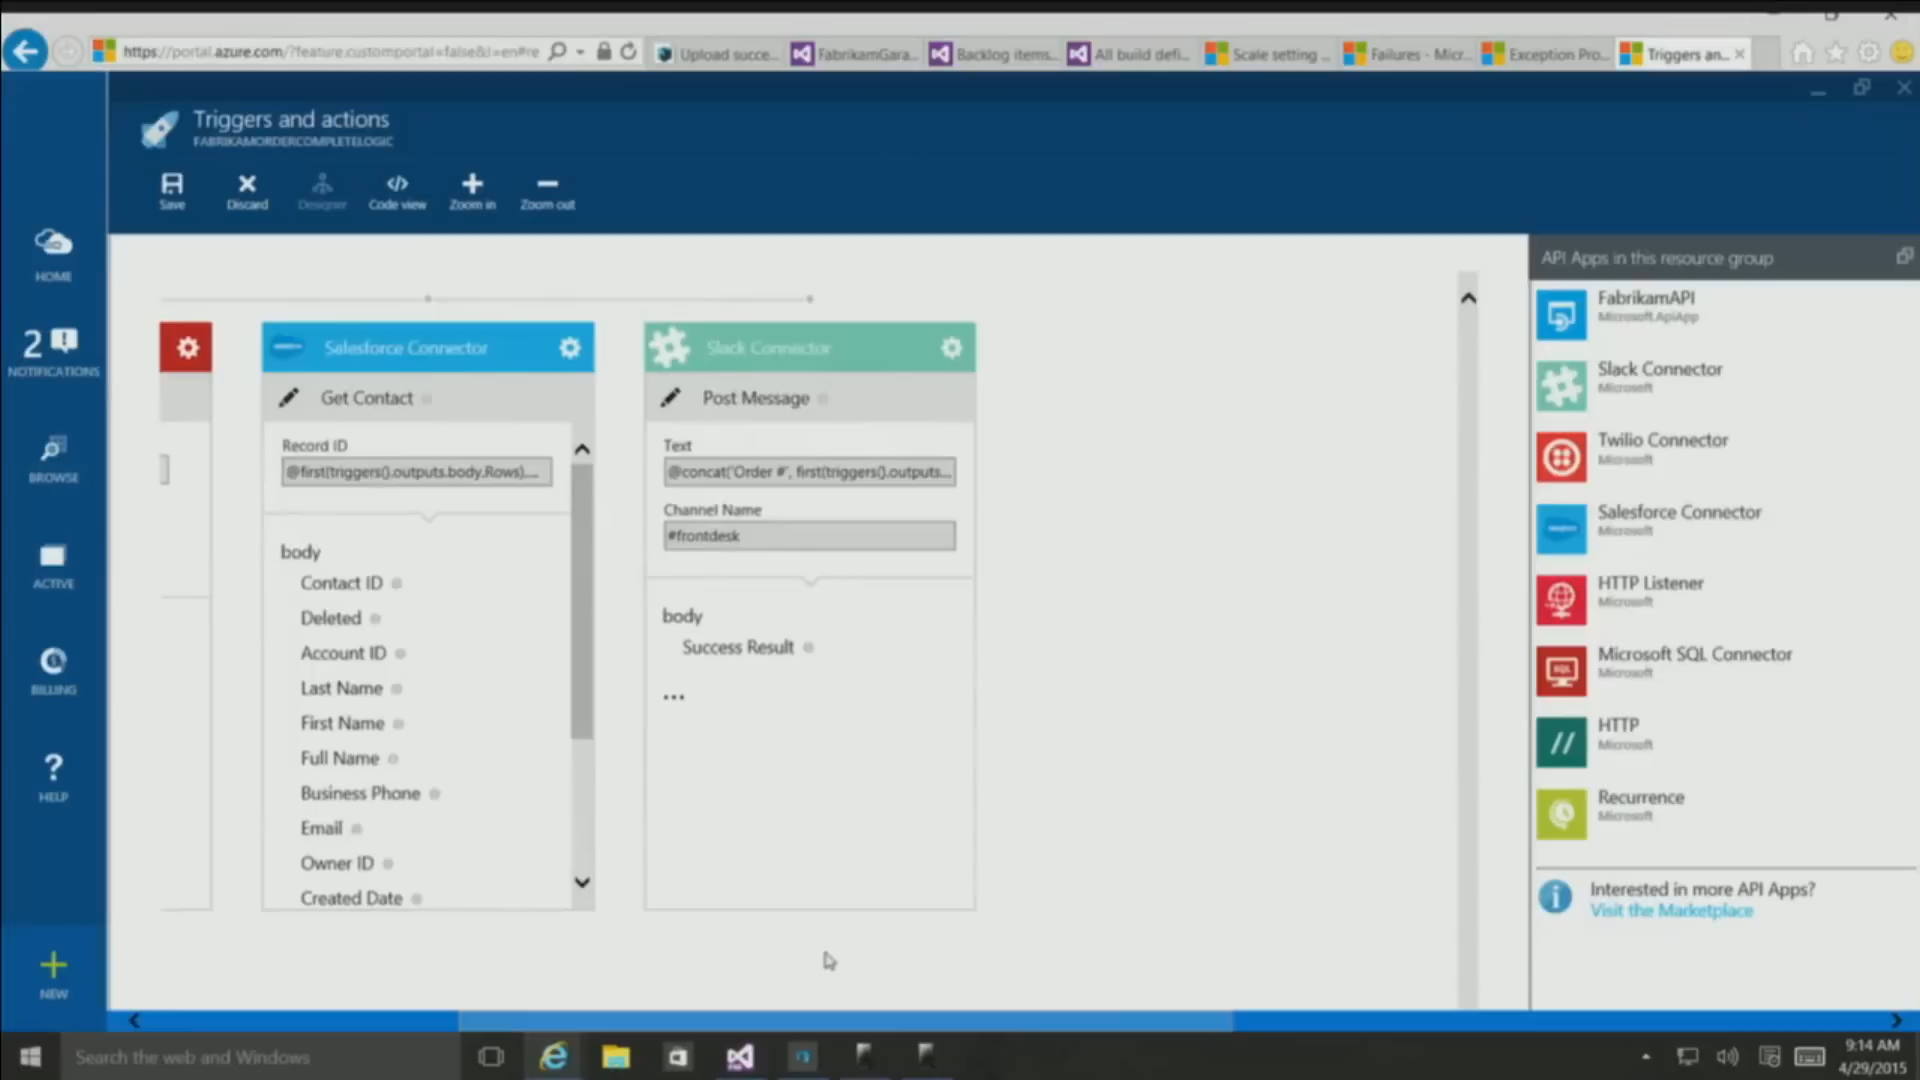 https://portal.azure.com/?feature.customportal=false&l=en#re
Upload succe...
FabrikamGara...
Backlog items...
All build defi...
Scale setting ...
Failures - Micr...
Exception Pro...
Triggers an...
Triggers and actions
FABRIKAMORDERCOMPLETELOGIC
Save
Discard
Designer
Code view
Zoom in
Zoom out
HOME
2
NOTIFICATIONS
BROWSE
ACTIVE
BILLING
HELP
NEW
Salesforce Connector
Get Contact
Record ID
@first(triggers().outputs.body.Rows)....
body
Contact ID
Deleted
Account ID
Last Name
First Name
Full Name
Business Phone
Email
Owner ID
Created Date
Slack Connector
Post Message
Text
@concat('Order #', first(triggers().outputs...
Channel Name
#frontdesk
body
Success Result
...
API Apps in this resource group
FabrikamAPI
Microsoft.ApiApp
Slack Connector
Microsoft
Twilio Connector
Microsoft
Salesforce Connector
Microsoft
HTTP Listener
Microsoft
SQL
Microsoft SQL Connector
Microsoft
//
HTTP
Microsoft
Recurrence
Microsoft
Interested in more API Apps?
Visit the Marketplace
Search the web and Windows
9:14 AM
4/29/2015